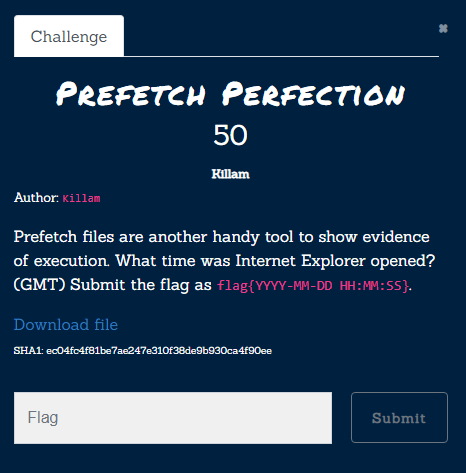 Challenge
×
Prefetch Perfection
50
Killam
Author: Killam
Prefetch files are another handy tool to show evidence
of execution. What time was Internet Explorer opened?
(GMT) Submit the flag as flag{YYYY-MM-DD HH:MM:SS}.
Download file
SHA1: ec04fc4f81be7ae247e310f38de9b930ca4f90ee
Flag
Submit